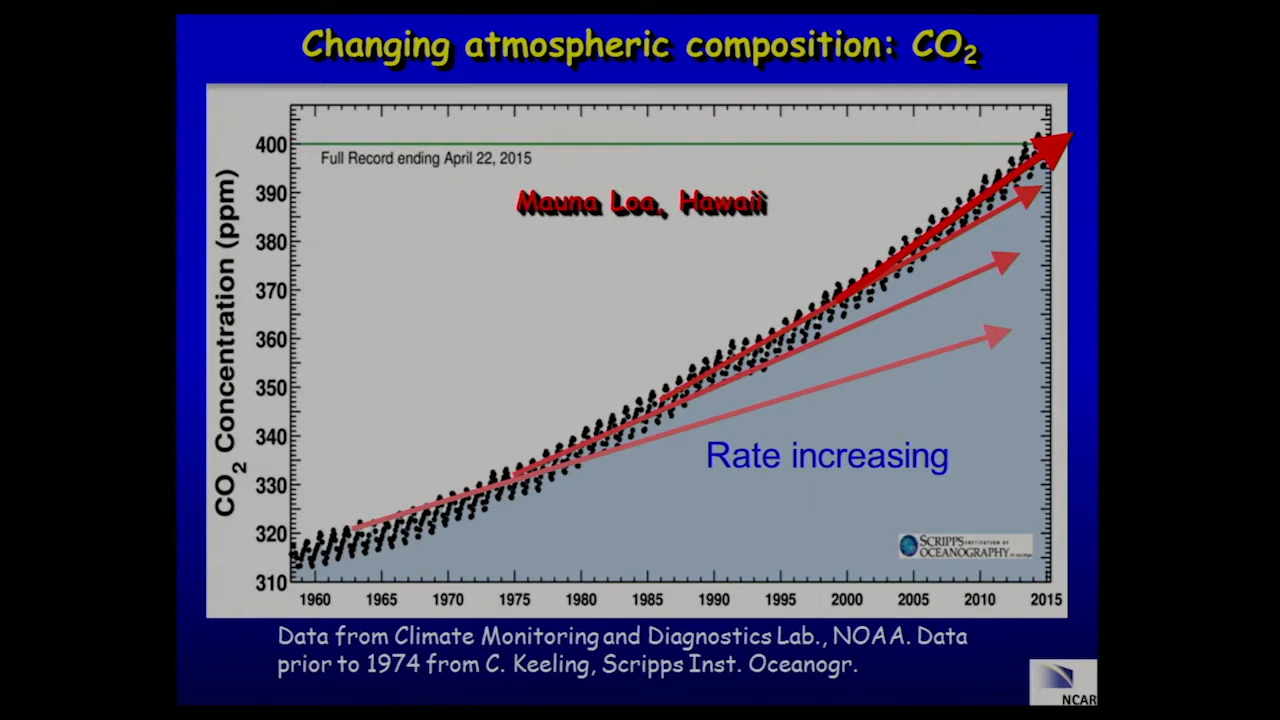 Changing atmospheric composition: CO₂
400
Full Record ending April 22, 2015
Mauna Loa, Hawaii
390
380
370
360
350
340
330
320
310
CO₂ Concentration (ppm)
Rate increasing
SCRIPPS INSTITUTION OF
OCEANOGRAPHY
1960 1965 1970 1975 1980 1985 1990 1995 2000 2005 2010 2015
Data from Climate Monitoring and Diagnostics Lab., NOAA. Data
prior to 1974 from C. Keeling, Scripps Inst. Oceanogr.
NCAR